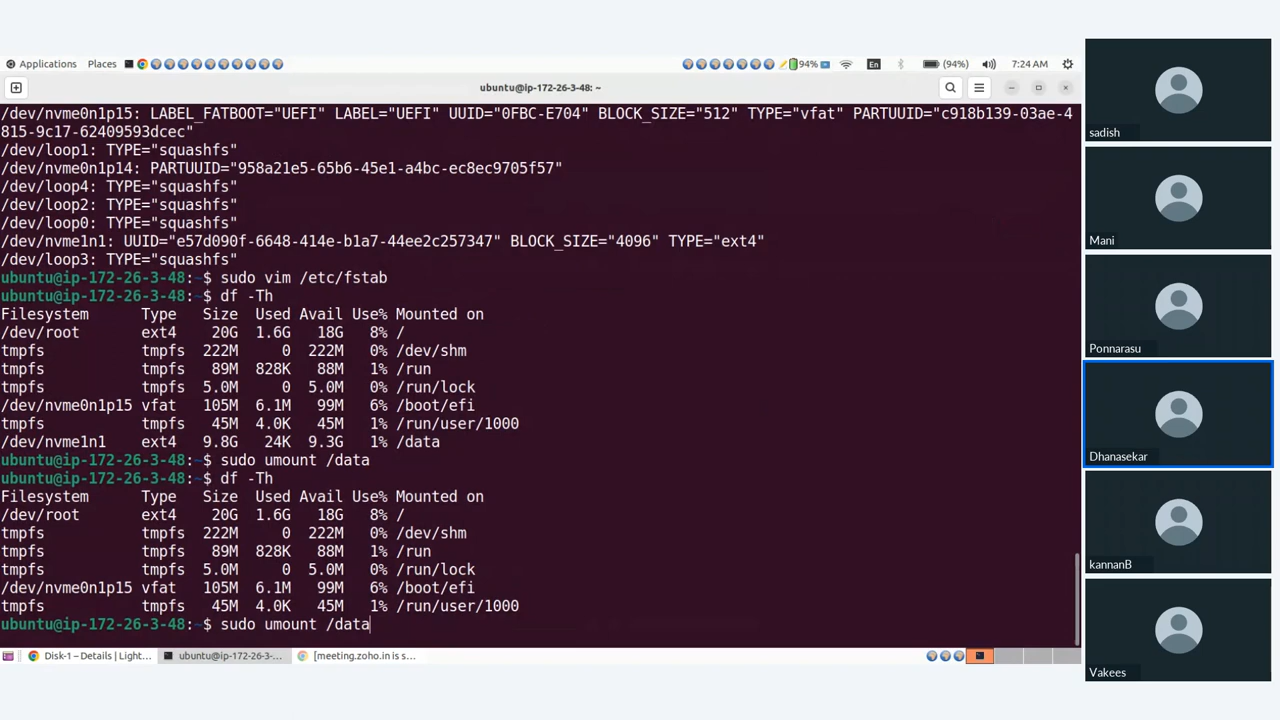 Applications Places 94% En (94%) 7:24 AM
ubuntu@ip-172-26-3-48: ~
/dev/nvme0n1p15: LABEL_FATBOOT="UEFI" LABEL="UEFI" UUID="0FBC-E704" BLOCK_SIZE="512" TYPE="vfat" PARTUUID="c918b139-03ae-4
815-9c17-62409593dcec"
/dev/loop1: TYPE="squashfs"
/dev/nvme0n1p14: PARTUUID="958a21e5-65b6-45e1-a4bc-ec8ec9705f57"
/dev/loop4: TYPE="squashfs"
/dev/loop2: TYPE="squashfs"
/dev/loop0: TYPE="squashfs"
/dev/nvme1n1: UUID="e57d090f-6648-414e-b1a7-44ee2c257347" BLOCK_SIZE="4096" TYPE="ext4"
/dev/loop3: TYPE="squashfs"
ubuntu@ip-172-26-3-48:~$ sudo vim /etc/fstab
ubuntu@ip-172-26-3-48:~$ df -Th
Filesystem Type Size Used Avail Use% Mounted on
/dev/root ext4 20G 1.6G 18G 8% /
tmpfs tmpfs 222M 0 222M 0% /dev/shm
tmpfs tmpfs 89M 828K 88M 1% /run
tmpfs tmpfs 5.0M 0 5.0M 0% /run/lock
/dev/nvme0n1p15 vfat 105M 6.1M 99M 6% /boot/efi
tmpfs tmpfs 45M 4.0K 45M 1% /run/user/1000
/dev/nvme1n1 ext4 9.8G 24K 9.3G 1% /data
ubuntu@ip-172-26-3-48:~$ sudo umount /data
ubuntu@ip-172-26-3-48:~$ df -Th
Filesystem Type Size Used Avail Use% Mounted on
/dev/root ext4 20G 1.6G 18G 8% /
tmpfs tmpfs 222M 0 222M 0% /dev/shm
tmpfs tmpfs 89M 828K 88M 1% /run
tmpfs tmpfs 5.0M 0 5.0M 0% /run/lock
/dev/nvme0n1p15 vfat 105M 6.1M 99M 6% /boot/efi
tmpfs tmpfs 45M 4.0K 45M 1% /run/user/1000
ubuntu@ip-172-26-3-48:~$ sudo umount /data
Disk-1 – Details | Light... ubuntu@ip-172-26-3-... [meeting.zoho.in is s...
sadish
Mani
Ponnarasu
Dhanasekar
kannanB
Vakees